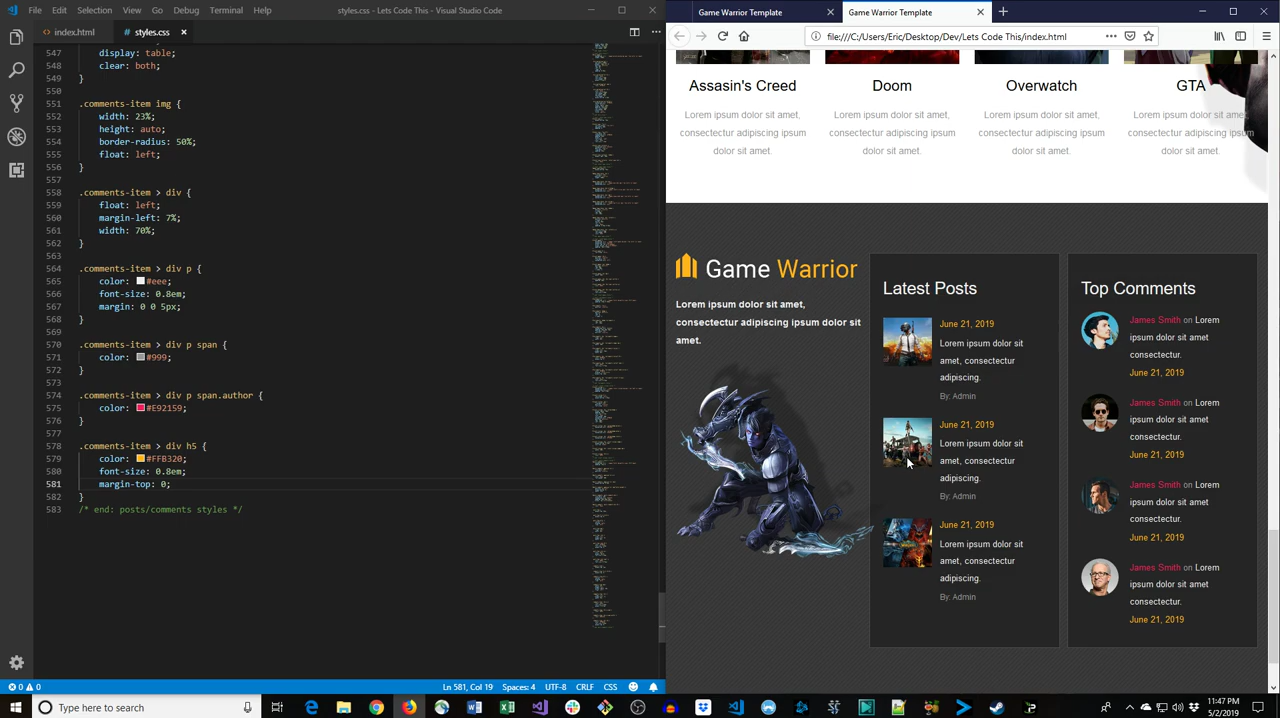 File Edit Selection View Go Debug Terminal Help styles.css - Lets Code This - Visual Studio Code
index.html styles.css
547 display: table;
548 both;
549
550
551 .comments-item img {
552 width: 23%;
553 height: auto;
554 border-radius: 50%;
555 float: left;
556
557
558 .comments-item > div {
559 float: left;
560 margin-left: 7%;
561 width: 70%;
562 }
563
564 .comments-item > div p {
565 color: #eee;
566 font-size: 0.8em;
567 margin: 0 0 5px;
568
569
570 .comments-item > div p span {
571 color: #999;
572
573
574 .comments-item > div p span.author {
575 color: #E92159;
576
577
578 .comments-item > div h5 {
579 color: #FFB320;
580 font-size: 0.8em;
581 margin-top: 0;
582
583 * end: posts/comments styles */
0 0 Ln 581, Col 19 Spaces: 4 UTF-8 CRLF CSS
Game Warrior Template Game Warrior Template
file:///C:/Users/Eric/Desktop/Dev/Lets Code This/index.html
Assasin's Creed Doom Overwatch GTA
Lorem ipsum dolor sit amet, Lorem ipsum dolor sit amet, Lorem ipsum dolor sit amet, Lorem ipsum dolor sit amet,
consectetur adipiscing ipsum consectetur adipiscing ipsum consectetur adipiscing ipsum consectetur adipiscing ipsum
dolor sit amet. dolor sit amet. dolor sit amet. dolor sit amet.
Game Warrior
Lorem ipsum dolor sit amet,
consectetur adipiscing ipsum dolor sit
amet.
Latest Posts
June 21, 2019
Lorem ipsum dolor sit
amet, consectetur
adipiscing.
By: Admin
June 21, 2019
Lorem ipsum dolor sit
amet, consectetur
adipiscing.
By: Admin
June 21, 2019
Lorem ipsum dolor sit
amet, consectetur
adipiscing.
By: Admin
Top Comments
James Smith on Lorem
ipsum dolor sit amet
consectetur.
June 21, 2019
James Smith on Lorem
ipsum dolor sit amet
consectetur.
June 21, 2019
James Smith on Lorem
ipsum dolor sit amet
consectetur.
June 21, 2019
James Smith on Lorem
ipsum dolor sit amet
consectetur.
June 21, 2019
Type here to search
11:47 PM
5/2/2019